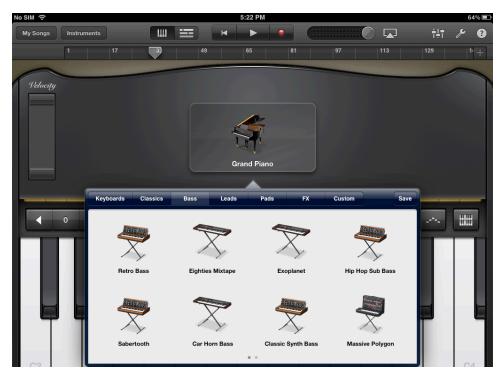 No SIM 5:22 PM 64%
My Songs Instruments
1 17 3 49 65 81 97 113 129
Velocity
Grand Piano
Keyboards Classics Bass Leads Pads FX Custom Save
0
Retro Bass Eighties Mixtape Exoplanet Hip Hop Sub Bass
Sabertooth Car Horn Bass Classic Synth Bass Massive Polygon
C3 C4